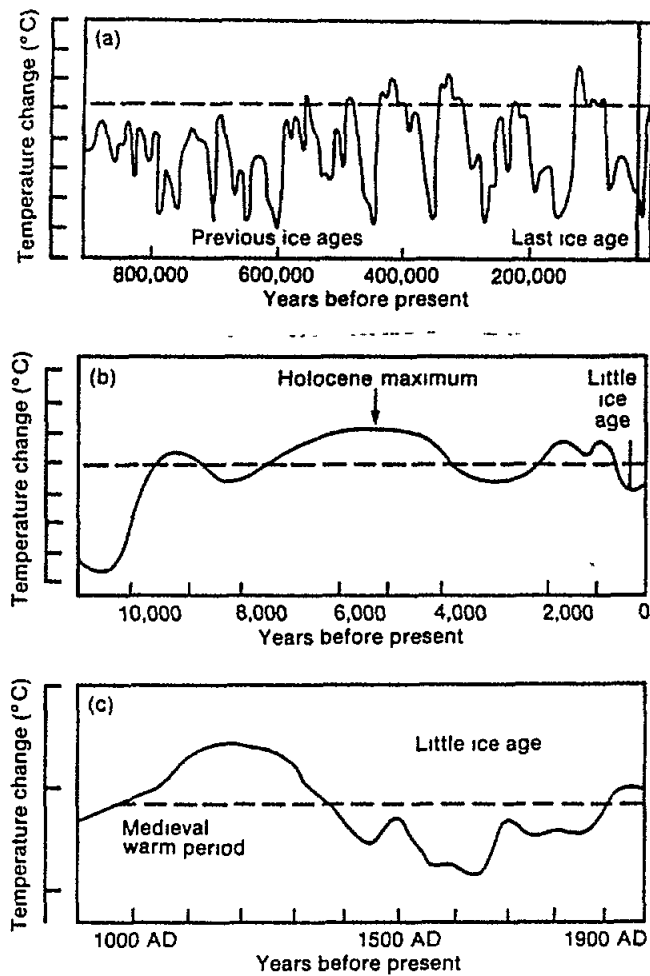 (a)
Temperature change (°C)
Previous ice ages
Last ice age
800,000
600,000
400,000
200,000
Years before present
(b)
Temperature change (°C)
Holocene maximum
Little
ice
age
10,000
8,000
6,000
4,000
2,000
0
Years before present
(c)
Temperature change (°C)
Little ice age
Medieval
warm period
1000 AD
1500 AD
1900 AD
Years before present